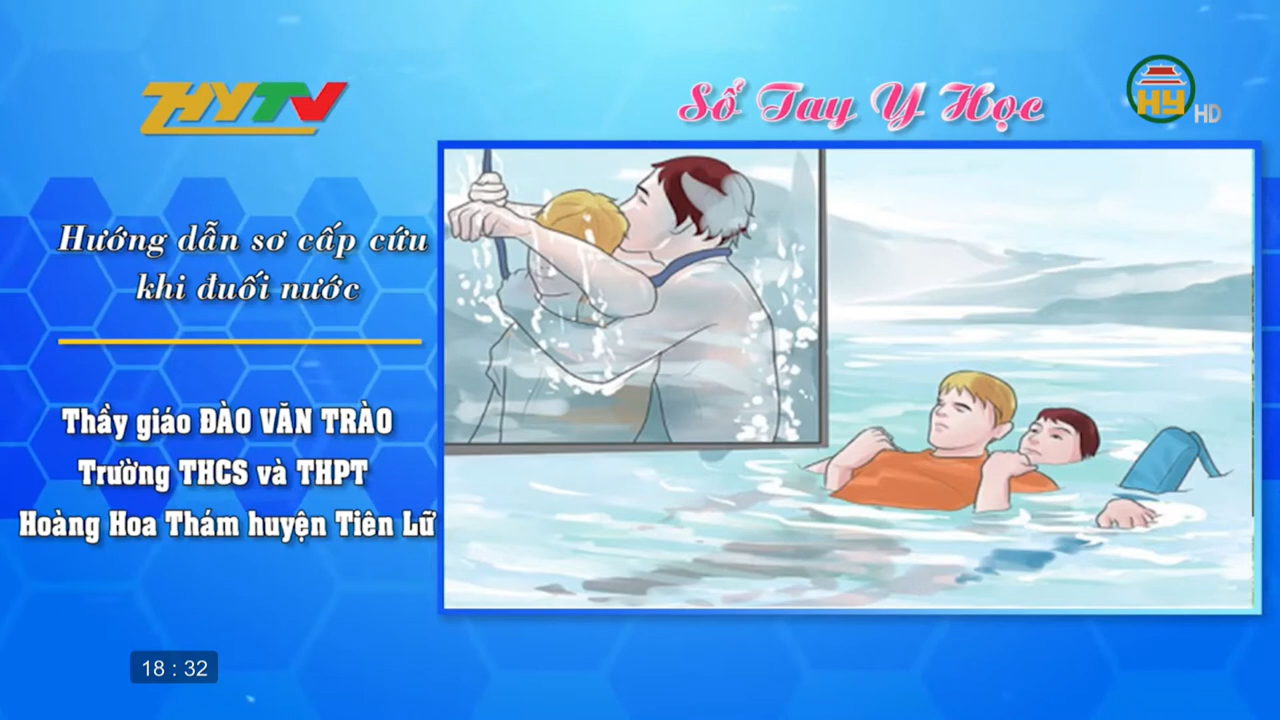 HYTV
Sổ Tay Y Học
HY HD
Hướng dẫn sơ cấp cứu
khi đuối nước
Thầy giáo ĐÀO VĂN TRÀO
Trường THCS và THPT
Hoàng Hoa Thám huyện Tiên Lữ
18 : 32